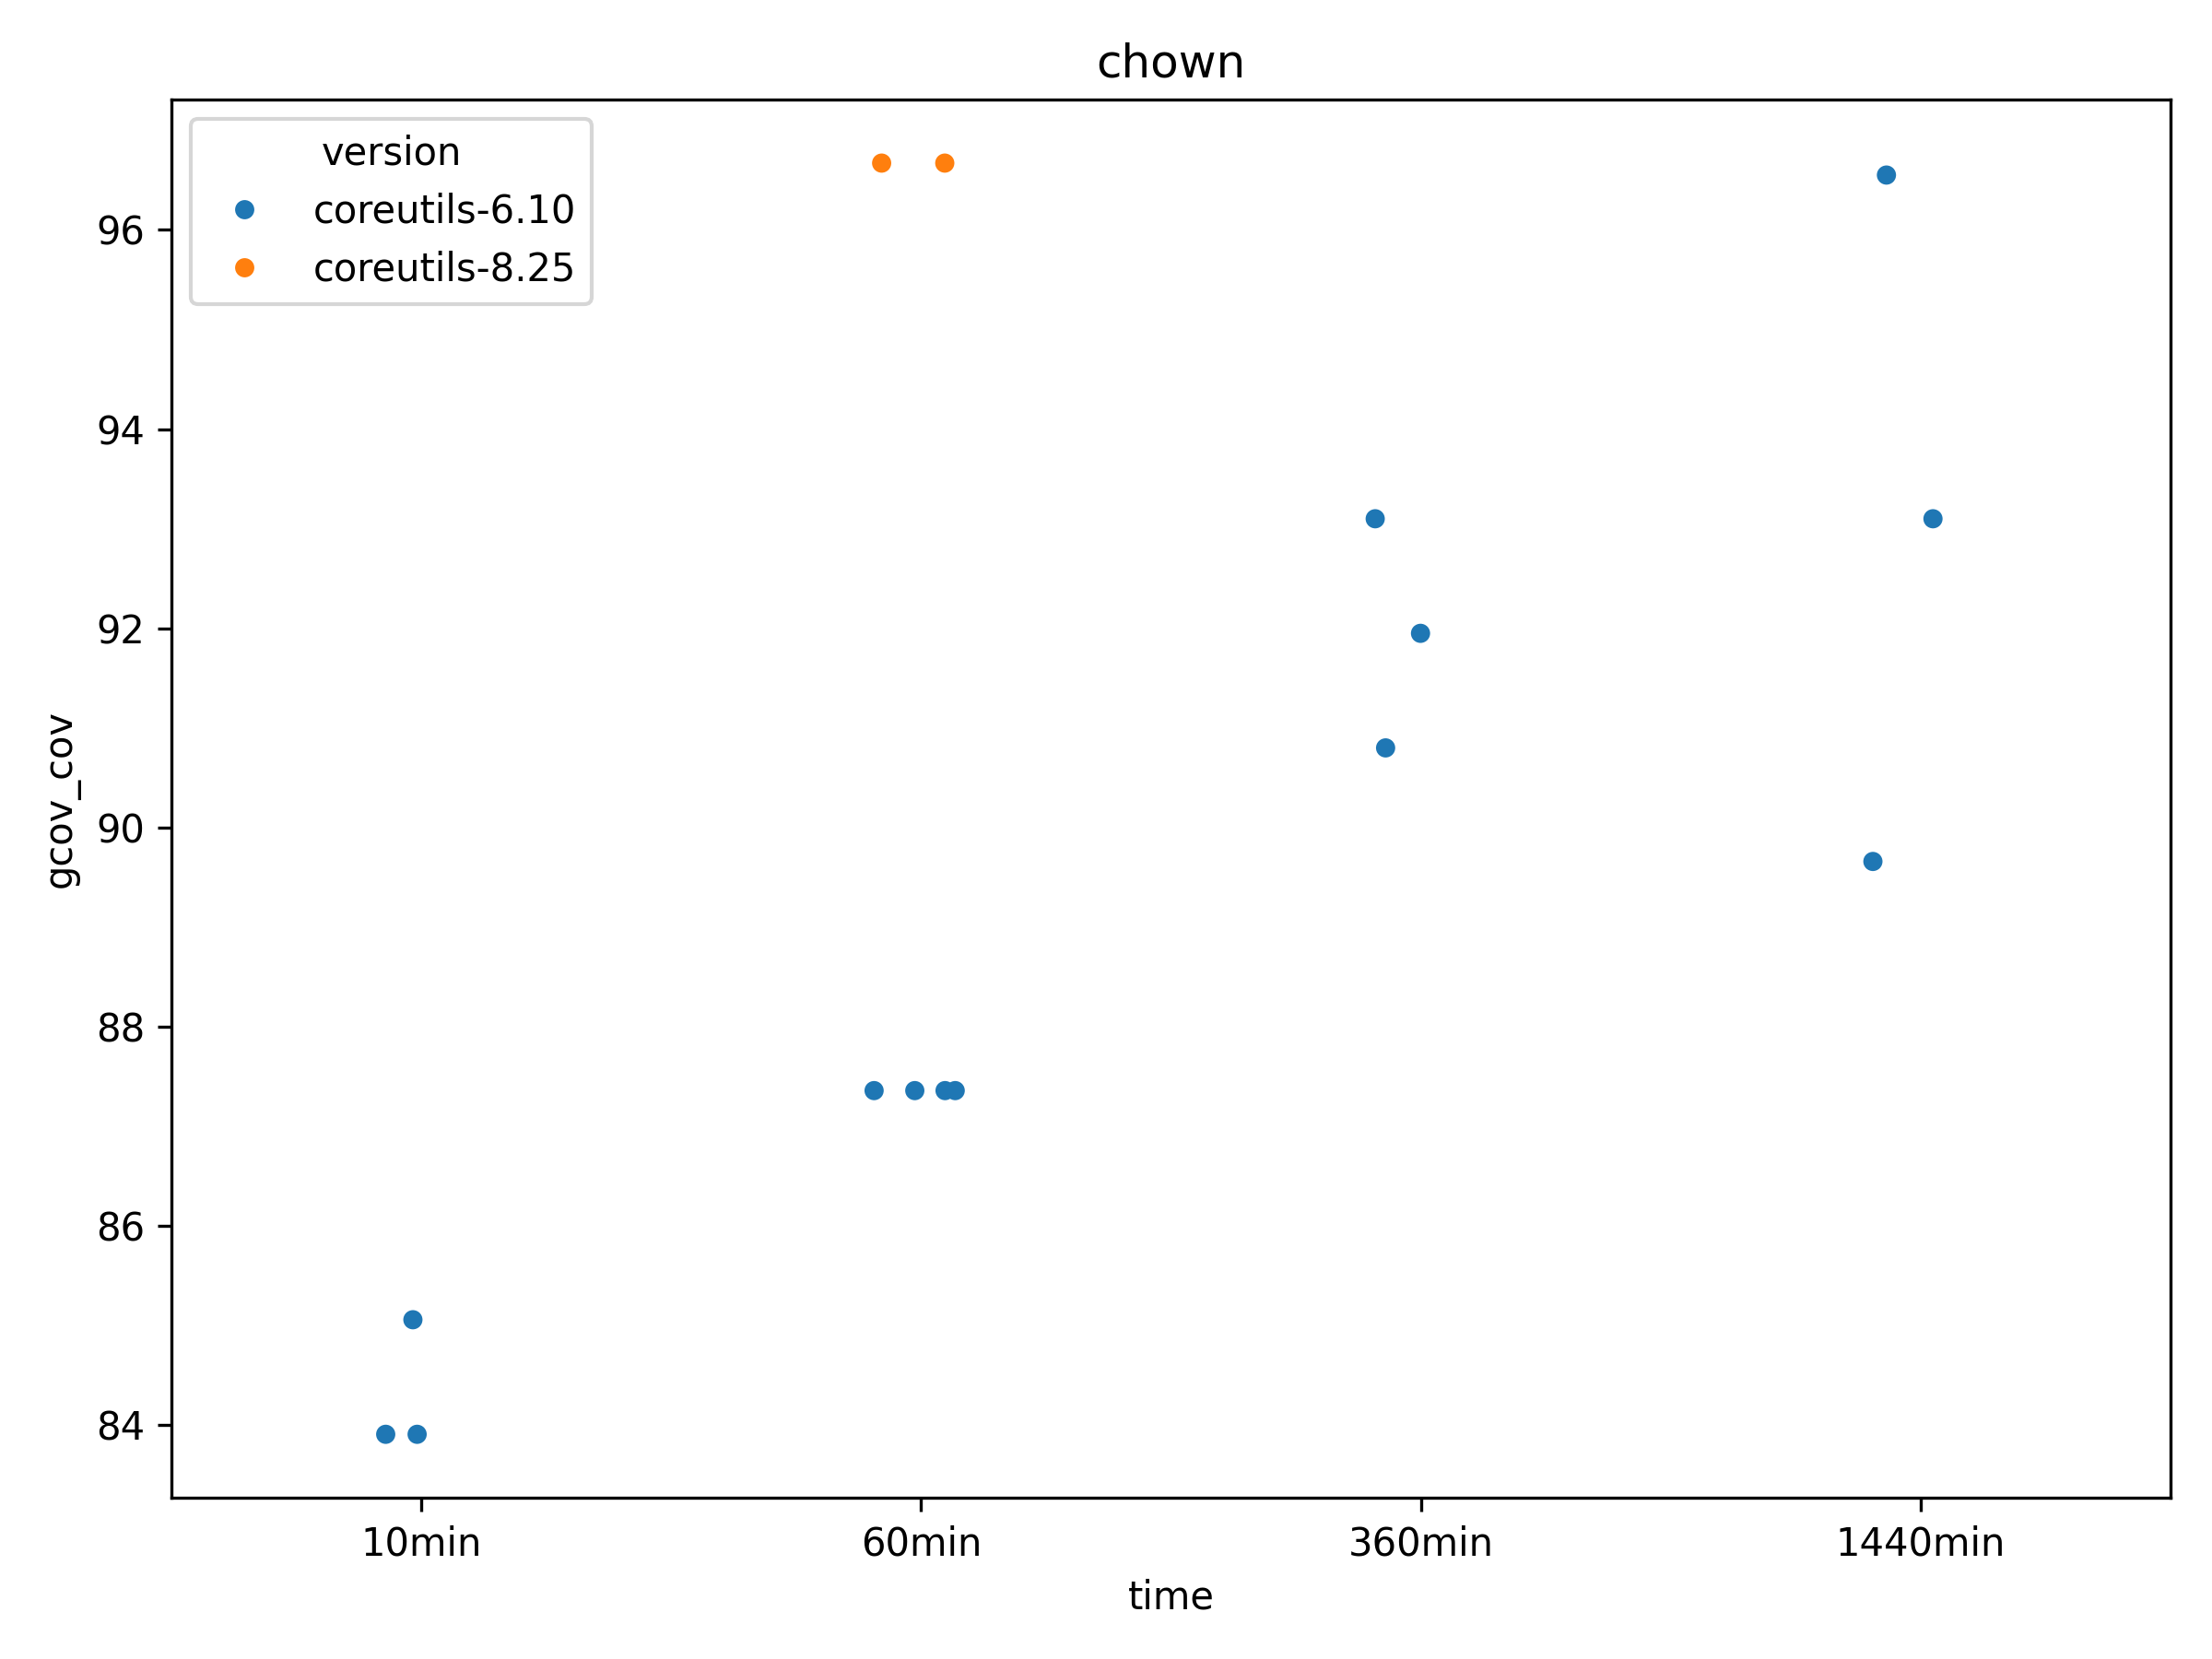 chown
version
coreutils-6.10
coreutils-8.25
96
94
92
90
88
86
84
gcov_cov
10min 60min 360min 1440min
time